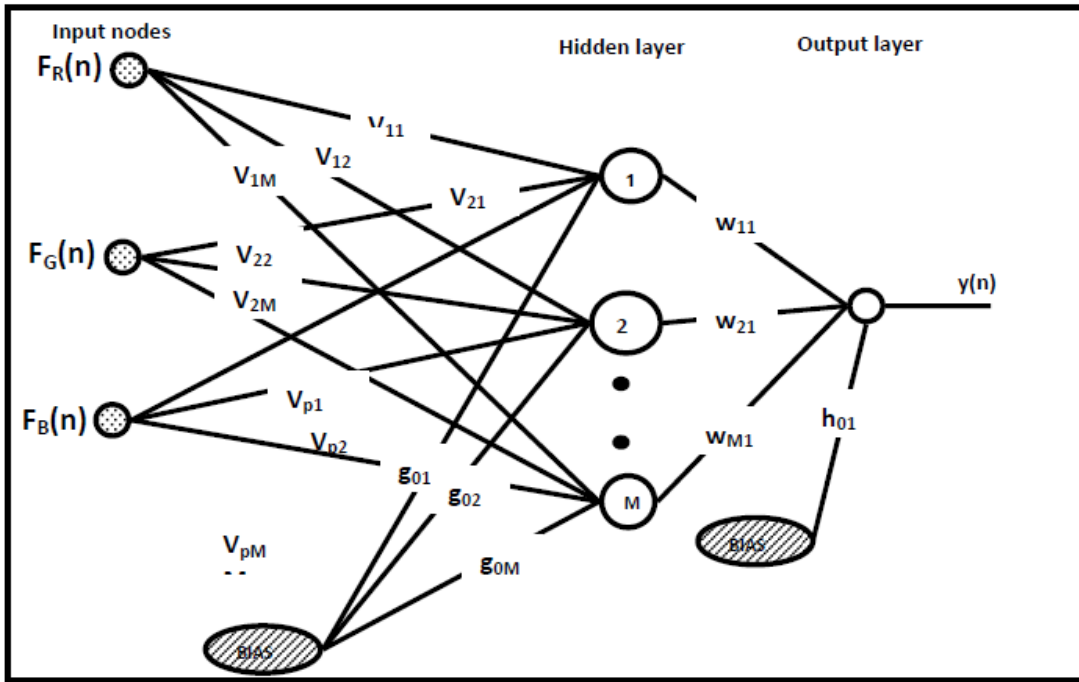 Input nodes
Hidden layer
Output layer
F_R(n)
V_11
V_12
V_1M
1
V_21
w_11
F_G(n)
V_22
y(n)
V_2M
2
w_21
V_p1
F_B(n)
h_01
V_p2
w_M1
g_01
g_02
M
BIAS
V_pM
g_0M
BIAS